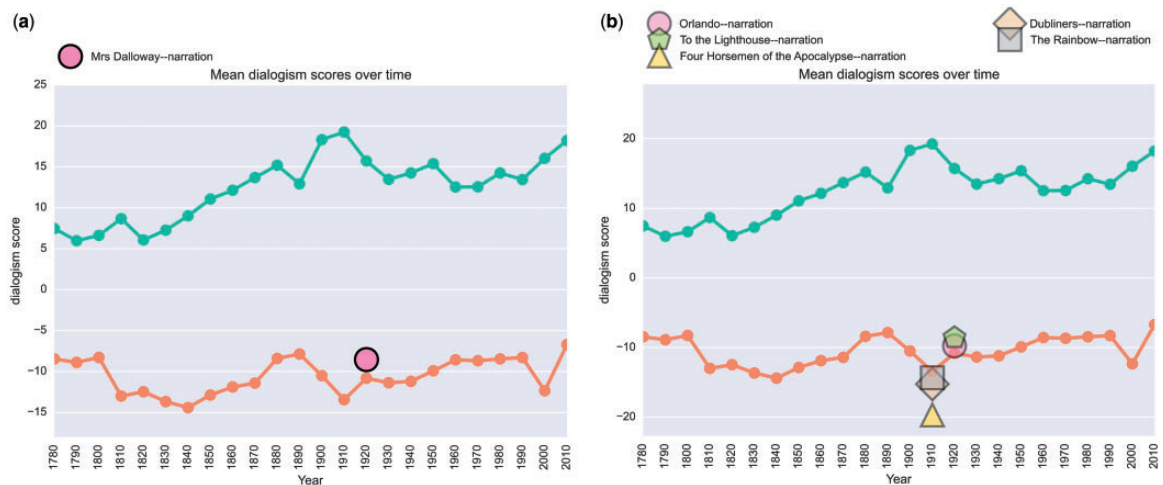 (a)
Mrs Dalloway--narration
Mean dialogism scores over time
25
20
15
10
5
0
−5
−10
−15
dialogism score
1780 1790 1800 1810 1820 1830 1840 1850 1860 1870 1880 1890 1900 1910 1920 1930 1940 1950 1960 1970 1980 1990 2000 2010
Year
(b)
Orlando--narration
To the Lighthouse--narration
Four Horsemen of the Apocalypse--narration
Dubliners--narration
The Rainbow--narration
Mean dialogism scores over time
20
10
0
−10
−20
dialogism score
1780 1790 1800 1810 1820 1830 1840 1850 1860 1870 1880 1890 1900 1910 1920 1930 1940 1950 1960 1970 1980 1990 2000 2010
Year